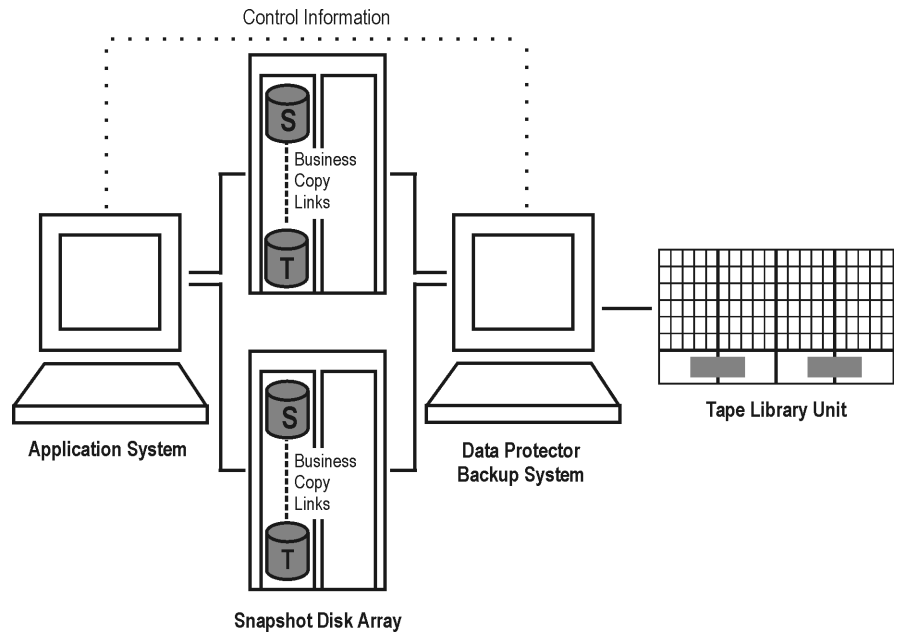 Control Information
S
Business
Copy
Links
T
S
Business
Copy
Links
T
Application System
Data Protector
Backup System
Tape Library Unit
Snapshot Disk Array